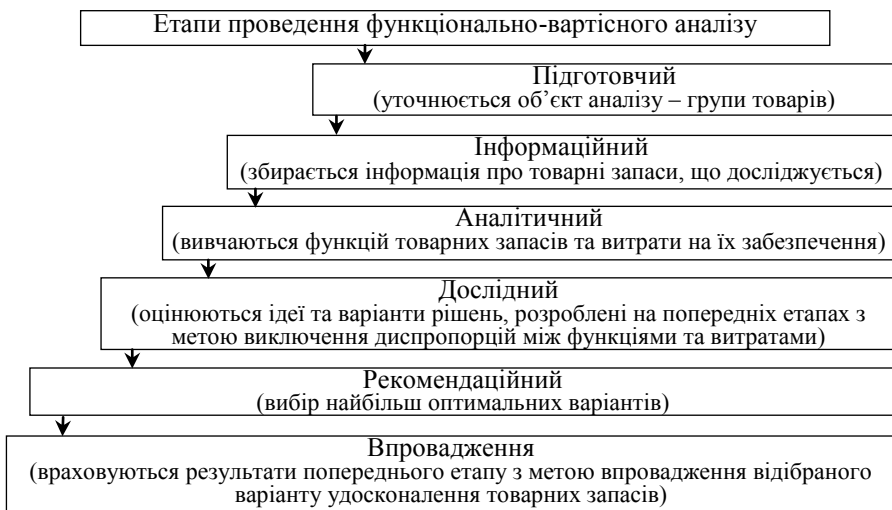 Етапи проведення функціонально-вартісного аналізу
Підготовчий
(уточнюється об’єкт аналізу – групи товарів)
Інформаційний
(збирається інформація про товарні запаси, що досліджується)
Аналітичний
(вивчаються функцій товарних запасів та витрати на їх забезпечення)
Дослідний
(оцінюються ідеї та варіанти рішень, розроблені на попередніх етапах з
метою виключення диспропорцій між функціями та витратами)
Рекомендаційний
(вибір найбільш оптимальних варіантів)
Впровадження
(враховуються результати попереднього етапу з метою впровадження відібраного
варіанту удосконалення товарних запасів)